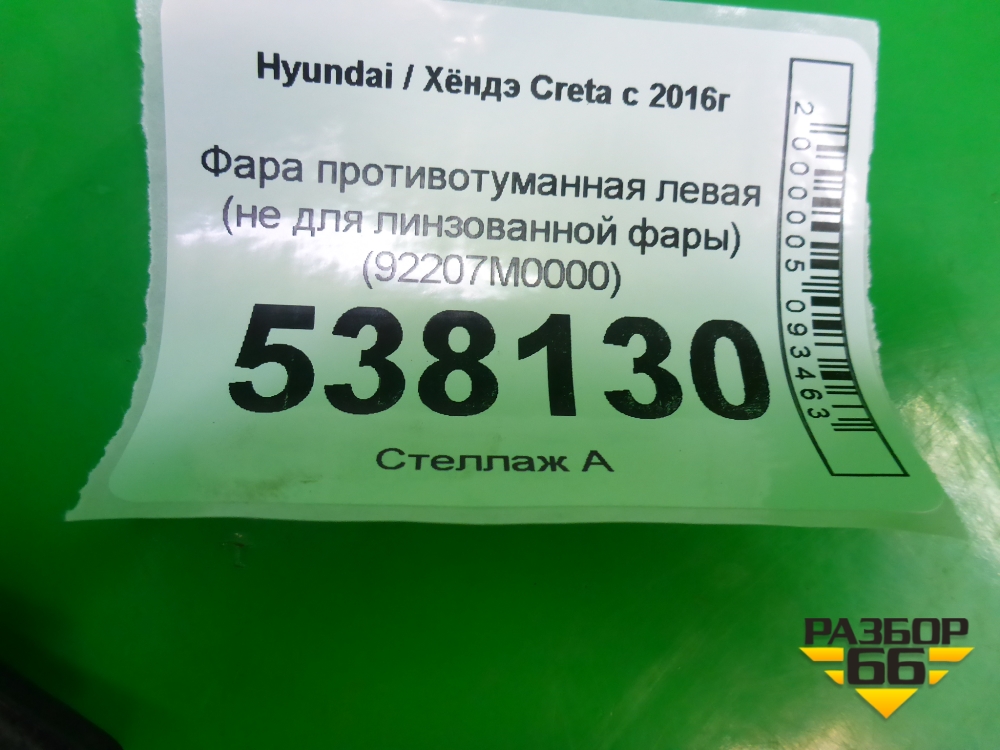 Hyundai / Хёндэ Creta с 2016г
Фара противотуманная левая
(не для линзованной фары)
(92207M0000)
538130
Стеллаж А
2000005093463
РАЗБОР
66